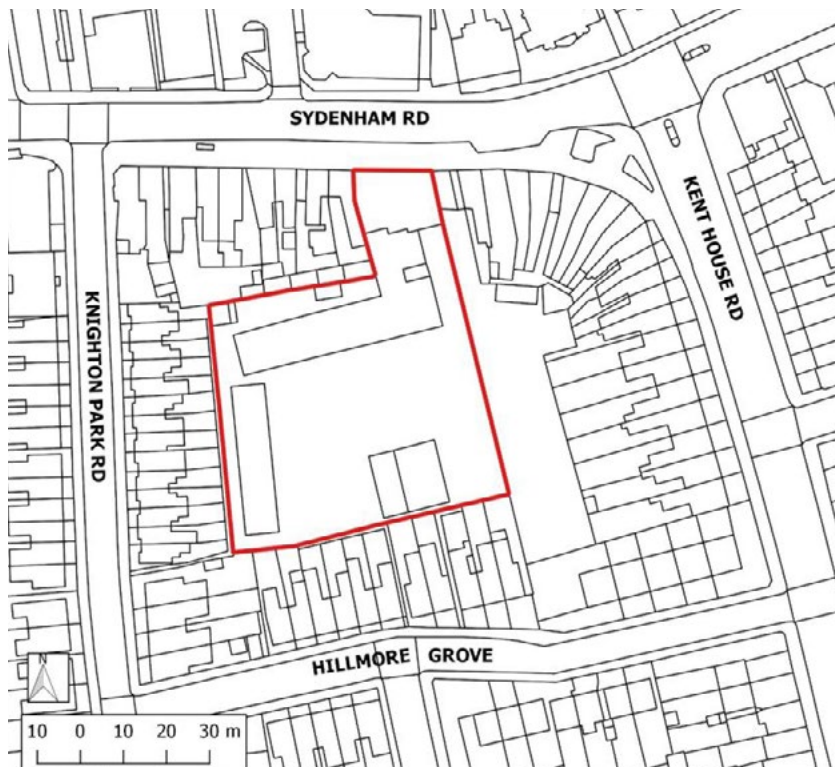 SYDENHAM RD
KENT HOUSE RD
KNIGHTON PARK RD
HILLMORE GROVE
N
10 0 10 20 30 m